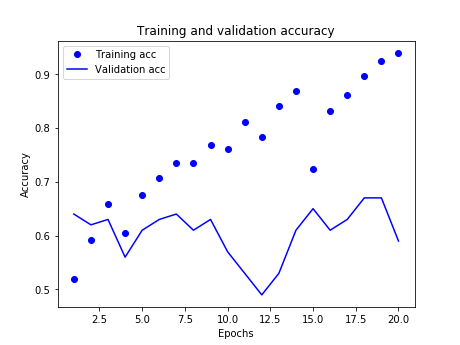 Training and validation accuracy
Training acc
Validation acc
Accuracy
0.9
0.8
0.7
0.6
0.5
2.5 5.0 7.5 10.0 12.5 15.0 17.5 20.0
Epochs